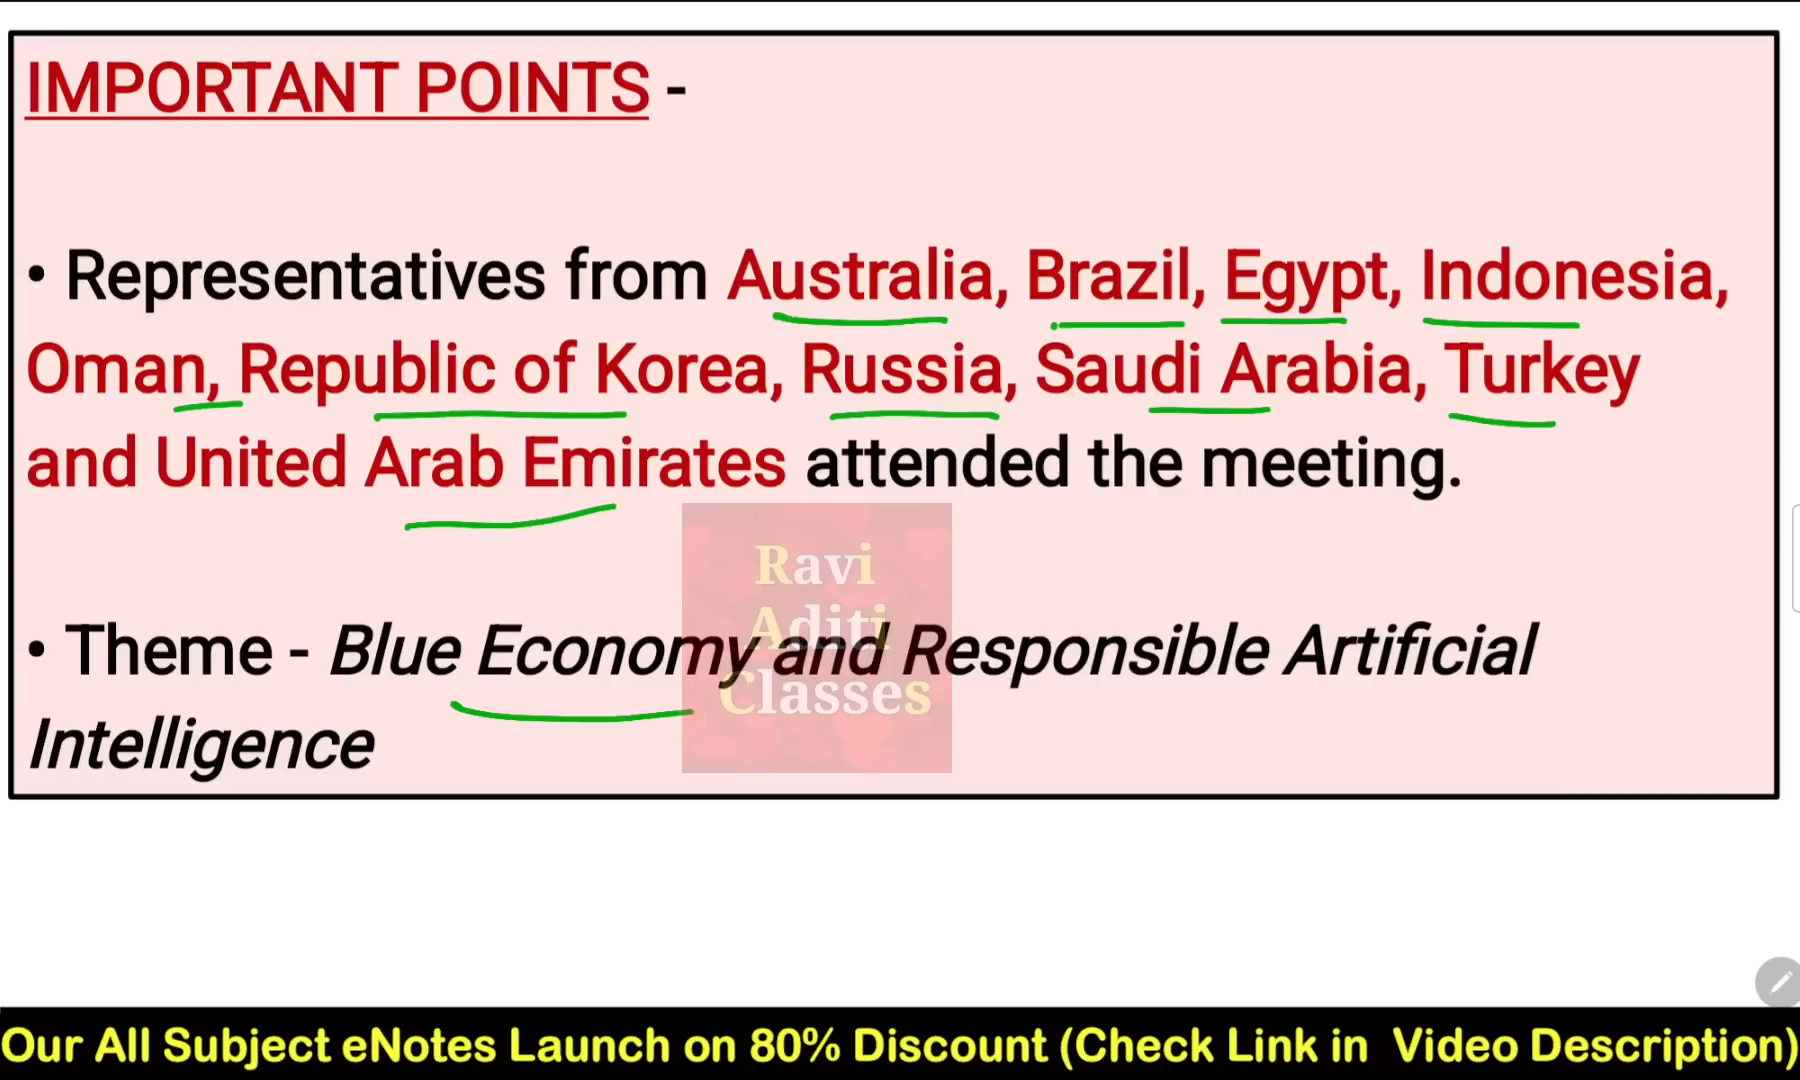 IMPORTANT POINTS -
• Representatives from Australia, Brazil, Egypt, Indonesia,
Oman, Republic of Korea, Russia, Saudi Arabia, Turkey
and United Arab Emirates attended the meeting.
Ravi
Aditi
Classes
• Theme - Blue Economy and Responsible Artificial
Intelligence
Our All Subject eNotes Launch on 80% Discount (Check Link in Video Description)